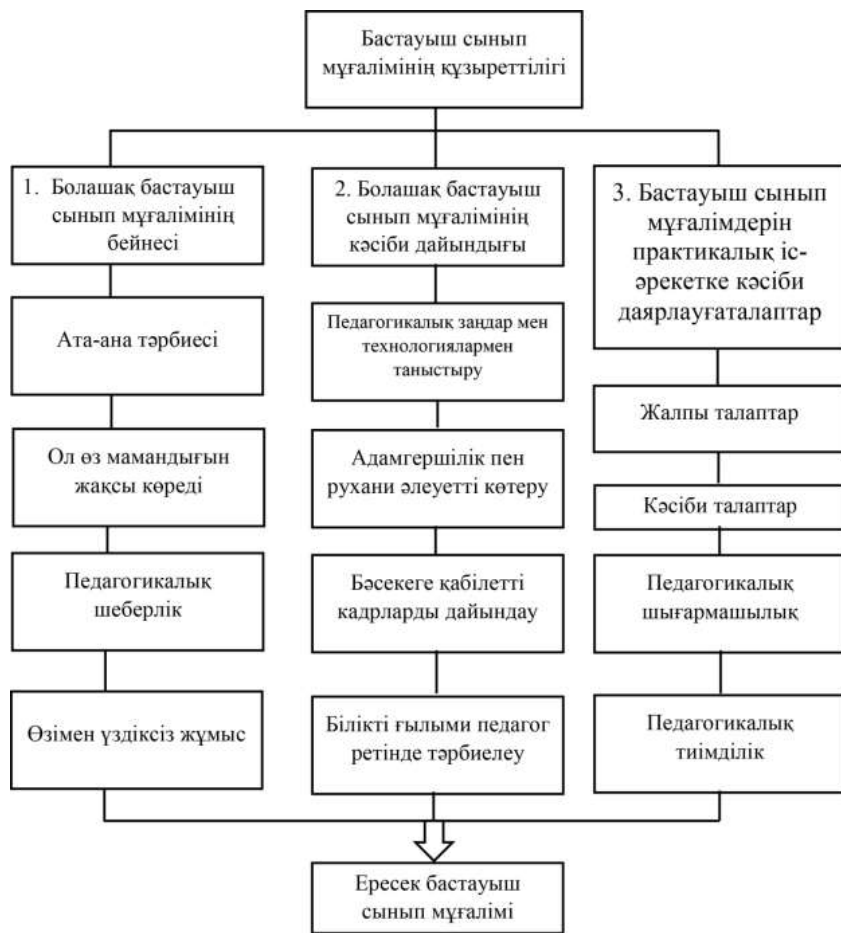 Бастауыш сынып
мұғалімінің құзыреттілігі
1. Болашақ бастауыш
сынып мұғалімінің
бейнесі
Ата-ана тәрбиесі
Ол өз мамандығын
жақсы көреді
Педагогикалық
шеберлік
Өзімен үздіксіз жұмыс
2. Болашақ бастауыш
сынып мұғалімінің
кәсіби дайындығы
Педагогикалық заңдар мен
технологиялармен
таныстыру
Адамгершілік пен
рухани әлеуетті көтеру
Бәсекеге қабілетті
кадрларды дайындау
Білікті ғылыми педагог
ретінде тәрбиелеу
3. Бастауыш сынып
мұғалімдерін
практикалық іс-
әрекетке кәсіби
даярлауғаталаптар
Жалпы талаптар
Кәсіби талаптар
Педагогикалық
шығармашылық
Педагогикалық
тиімділік
Ересек бастауыш
сынып мұғалімі